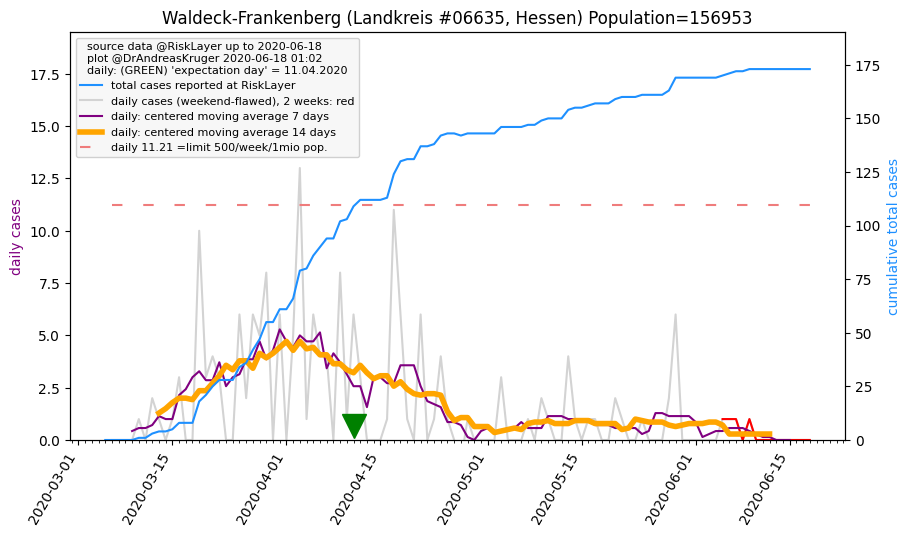 Waldeck-Frankenberg (Landkreis #06635, Hessen) Population=156953
source data @RiskLayer up to 2020-06-18
plot @DrAndreasKruger 2020-06-18 01:02
daily: (GREEN) 'expectation day' = 11.04.2020
total cases reported at RiskLayer
daily cases (weekend-flawed), 2 weeks: red
daily: centered moving average 7 days
daily: centered moving average 14 days
daily 11.21 =limit 500/week/1mio pop.
daily cases
17.5
15.0
12.5
10.0
7.5
5.0
2.5
0.0
cumulative total cases
175
150
125
100
75
50
25
0
2020-03-01
2020-03-15
2020-04-01
2020-04-15
2020-05-01
2020-05-15
2020-06-01
2020-06-15